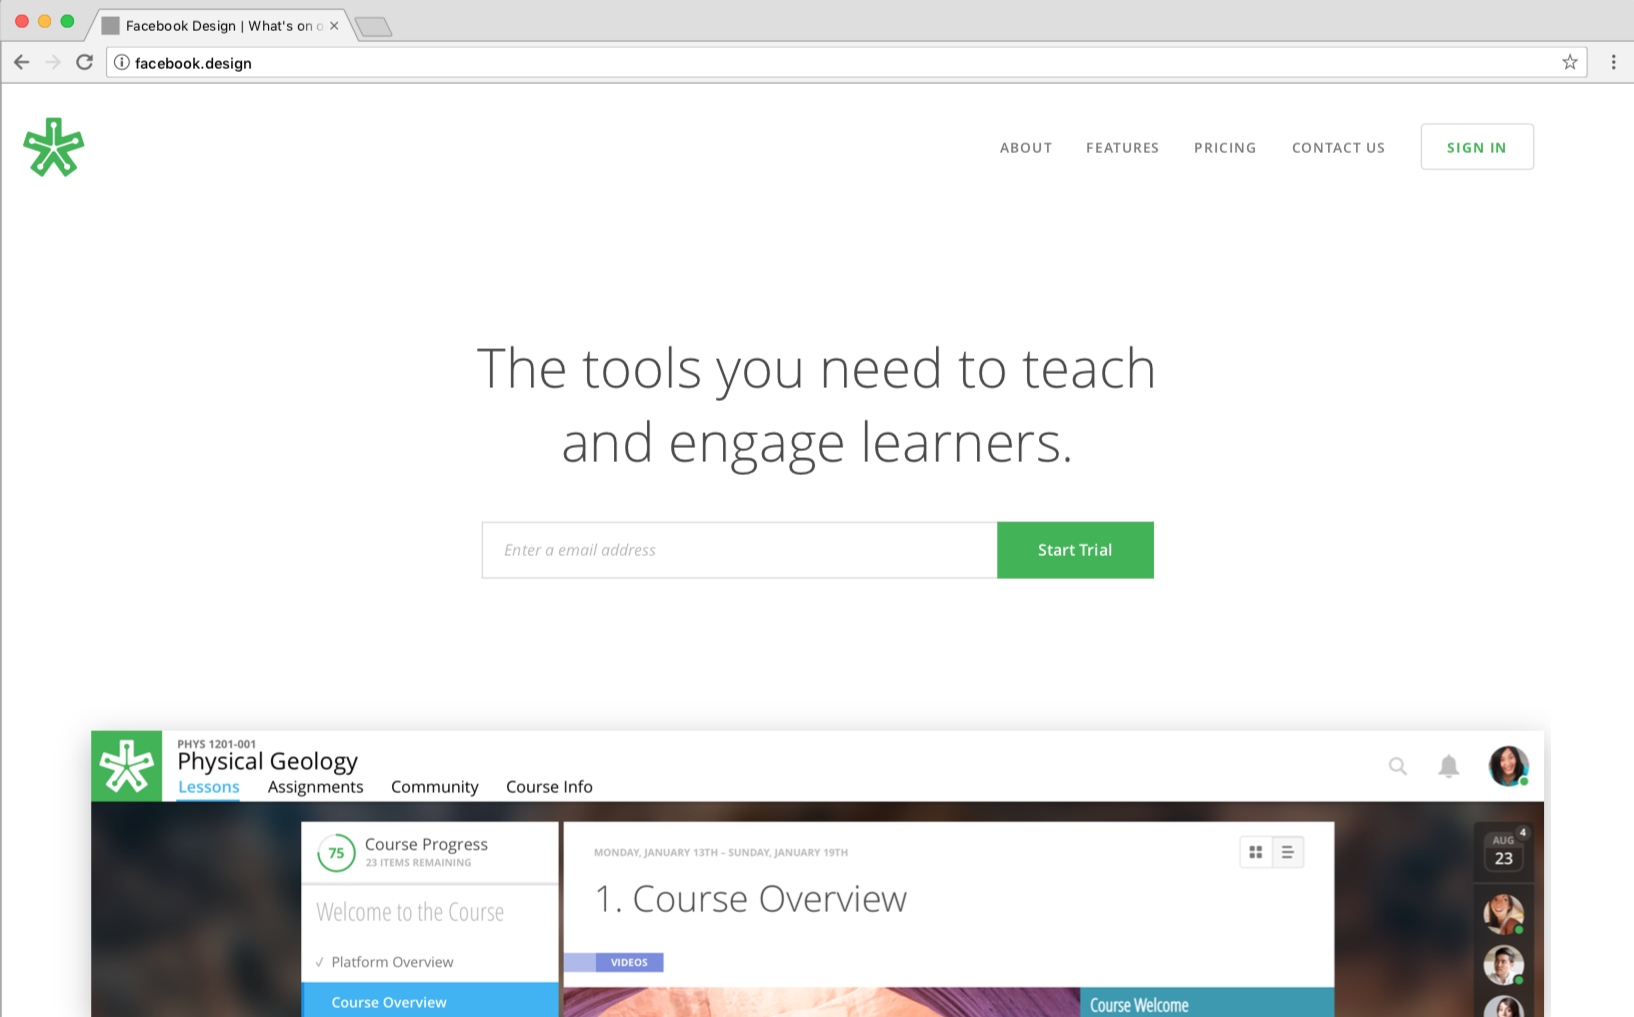 Facebook Design | What's on
facebook.design
ABOUT FEATURES PRICING CONTACT US SIGN IN
The tools you need to teach
and engage learners.
Enter a email address Start Trial
PHYS 1201-001
Physical Geology
Lessons Assignments Community Course Info
75 Course Progress
23 ITEMS REMAINING
Welcome to the Course
✓ Platform Overview
Course Overview
MONDAY, JANUARY 13TH – SUNDAY, JANUARY 19TH
1. Course Overview
VIDEOS
Course Welcome
4
AUG
23